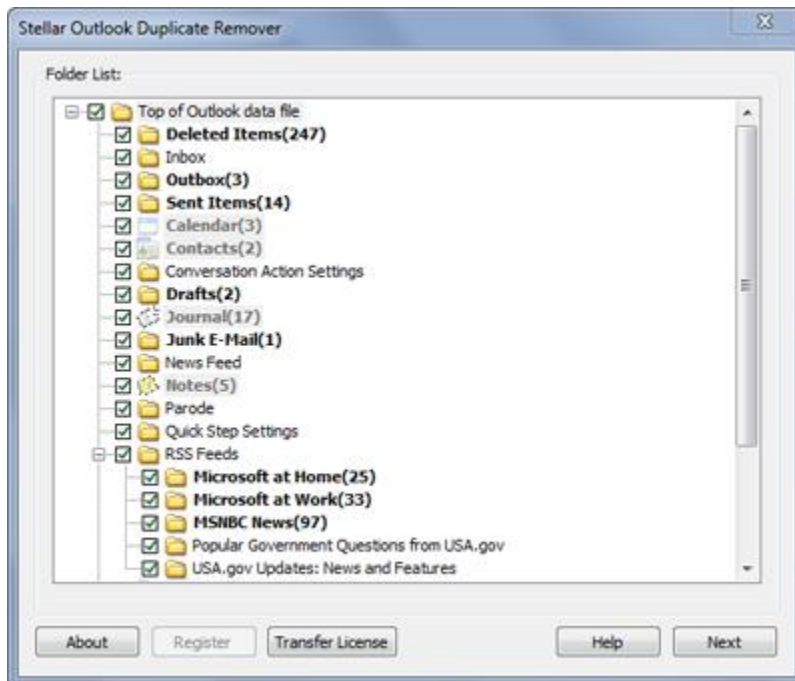 Stellar Outlook Duplicate Remover
Folder List:
Top of Outlook data file
Deleted Items(247)
Inbox
Outbox(3)
Sent Items(14)
Calendar(3)
Contacts(2)
Conversation Action Settings
Drafts(2)
Journal(17)
Junk E-Mail(1)
News Feed
Notes(5)
Parode
Quick Step Settings
RSS Feeds
Microsoft at Home(25)
Microsoft at Work(33)
MSNBC News(97)
Popular Government Questions from USA.gov
USA.gov Updates: News and Features
About Register Transfer License Help Next